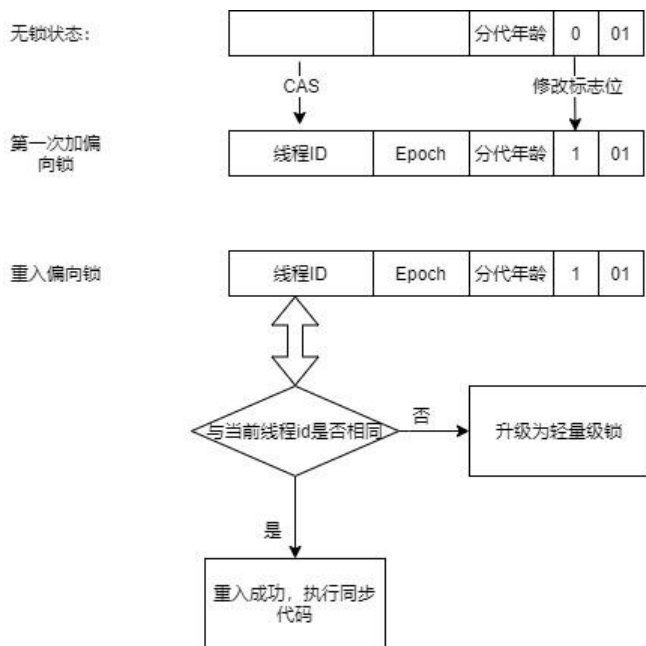 无锁状态：
分代年龄 0 01
CAS
修改标志位
第一次加偏
向锁
线程ID Epoch 分代年龄 1 01
重入偏向锁
线程ID Epoch 分代年龄 1 01
与当前线程id是否相同
否
升级为轻量级锁
是
重入成功，执行同步
代码